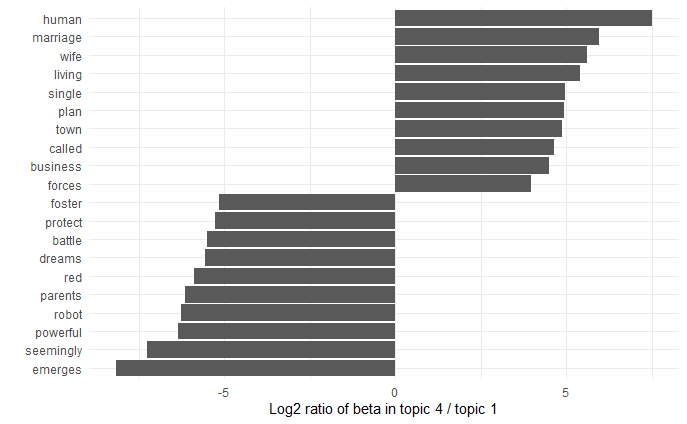 human
marriage
wife
living
single
plan
town
called
business
forces
foster
protect
battle
dreams
red
parents
robot
powerful
seemingly
emerges
-5 0 5
Log2 ratio of beta in topic 4 / topic 1